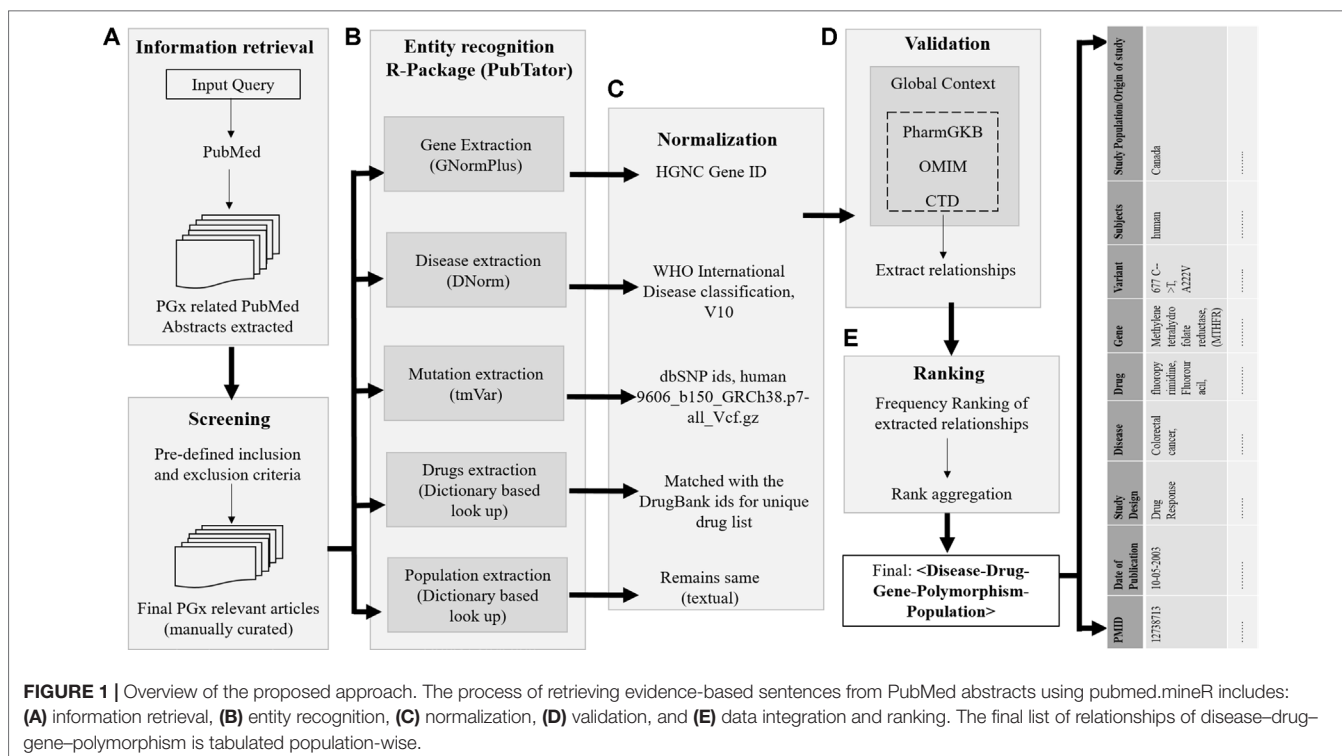 A
Information retrieval
Input Query
PubMed
PGx related PubMed
Abstracts extracted
Screening
Pre-defined inclusion
and exclusion criteria
Final PGx relevant articles
(manually curated)
B
Entity recognition
R-Package (PubTator)
Gene Extraction
(GNormPlus)
Disease extraction
(DNorm)
Mutation extraction
(tmVar)
Drugs extraction
(Dictionary based
look up)
Population extraction
(Dictionary based
look up)
C
Normalization
HGNC Gene ID
WHO International
Disease classification,
V10
dbSNP ids, human
9606_b150_GRCh38.p7-
all_Vcf.gz
Matched with the
DrugBank ids for unique
drug list
Remains same
(textual)
D
Validation
Global Context
PharmGKB
OMIM
CTD
Extract relationships
E
Ranking
Frequency Ranking of
extracted relationships
Rank aggregation
Final: <Disease-Drug-
Gene-Polymorphism-
Population>
PMID
12738713
......
Date of
Publication
10-05-2003
......
Study
Design
Drug
Response
......
Disease
Colorectal
cancer,
......
Drug
fluoropy
rimidine,
Fluorour
acil,
......
Gene
Methylene
tetrahydro
folate
reductase,
(MTHFR)
........
Variant
677 C–
>T,
A222V
........
Subjects
human
........
Study Population/Origin of study
Canada
.......
FIGURE 1 | Overview of the proposed approach. The process of retrieving evidence-based sentences from PubMed abstracts using pubmed.mineR includes:
(A) information retrieval, (B) entity recognition, (C) normalization, (D) validation, and (E) data integration and ranking. The final list of relationships of disease–drug–
gene–polymorphism is tabulated population-wise.